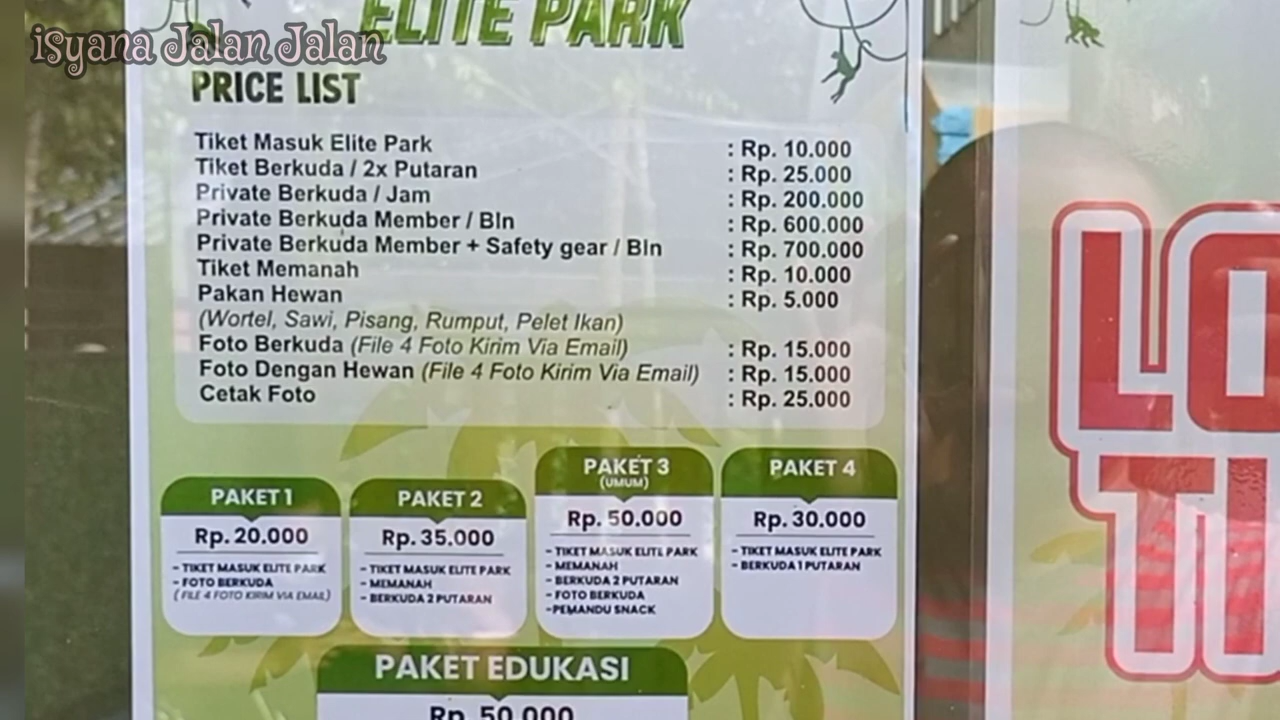 isyana Jalan Jalan
ELITE PARK
PRICE LIST
Tiket Masuk Elite Park : Rp. 10.000
Tiket Berkuda / 2x Putaran : Rp. 25.000
Private Berkuda / Jam : Rp. 200.000
Private Berkuda Member / Bln : Rp. 600.000
Private Berkuda Member + Safety gear / Bln : Rp. 700.000
Tiket Memanah : Rp. 10.000
Pakan Hewan : Rp. 5.000
(Wortel, Sawi, Pisang, Rumput, Pelet Ikan)
Foto Berkuda (File 4 Foto Kirim Via Email) : Rp. 15.000
Foto Dengan Hewan (File 4 Foto Kirim Via Email) : Rp. 15.000
Cetak Foto : Rp. 25.000
PAKET 1
Rp. 20.000
- TIKET MASUK ELITE PARK
- FOTO BERKUDA
( FILE 4 FOTO KIRIM VIA EMAIL)
PAKET 2
Rp. 35.000
- TIKET MASUK ELITE PARK
- MEMANAH
- BERKUDA 2 PUTARAN
PAKET 3
(UMUM)
Rp. 50.000
- TIKET MASUK ELITE PARK
- MEMANAH
- BERKUDA 2 PUTARAN
- FOTO BERKUDA
-PEMANDU SNACK
PAKET 4
Rp. 30.000
- TIKET MASUK ELITE PARK
- BERKUDA 1 PUTARAN
PAKET EDUKASI
Rp. 50.000